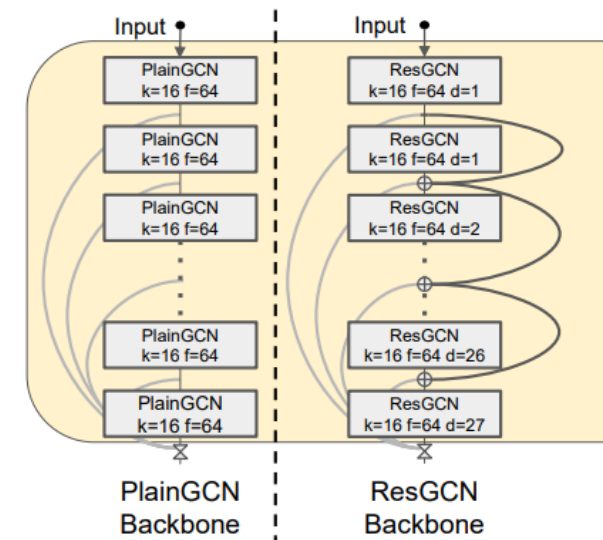 Input
PlainGCN
k=16 f=64
PlainGCN
k=16 f=64
PlainGCN
k=16 f=64
PlainGCN
k=16 f=64
PlainGCN
k=16 f=64
PlainGCN
Backbone
Input
ResGCN
k=16 f=64 d=1
ResGCN
k=16 f=64 d=1
ResGCN
k=16 f=64 d=2
ResGCN
k=16 f=64 d=26
ResGCN
k=16 f=64 d=27
ResGCN
Backbone